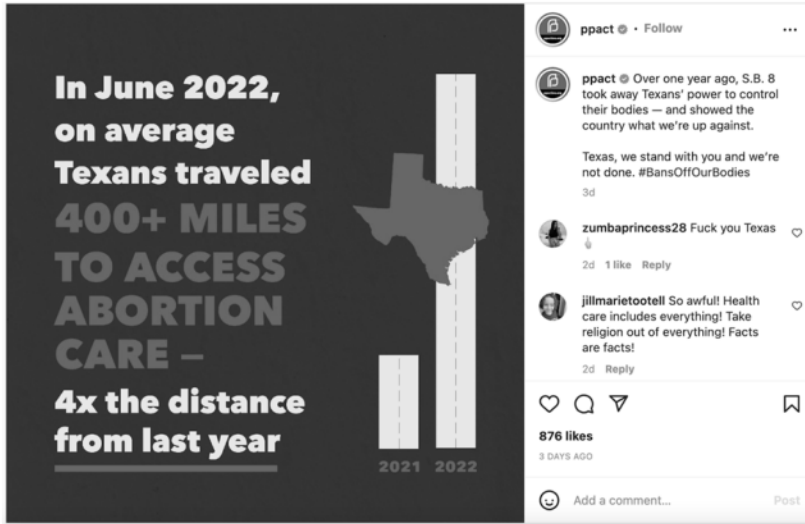 In June 2022,
on average
Texans traveled
400+ MILES
TO ACCESS
ABORTION
CARE —
4x the distance
from last year
2021 2022
ppact • Follow
ppact Over one year ago, S.B. 8
took away Texans' power to control
their bodies — and showed the
country what we're up against.
Texas, we stand with you and we're
not done. #BansOffOurBodies
3d
zumbaprincess28 Fuck you Texas
🖕
2d 1 like Reply
jillmarietootell So awful! Health
care includes everything! Take
religion out of everything! Facts
are facts!
2d Reply
876 likes
3 DAYS AGO
Add a comment... Post